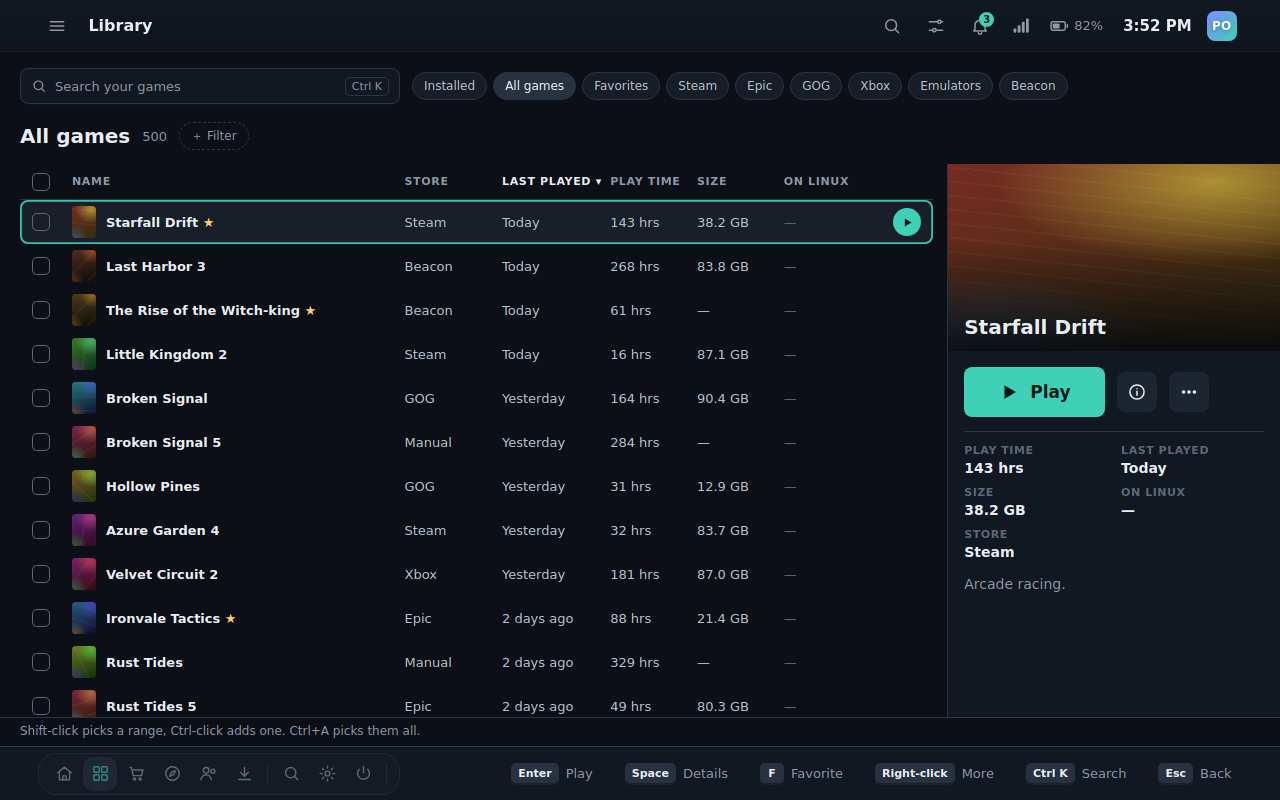 Library
3
82%
3:52 PM
PO
Search your games
Ctrl K
Installed
All games
Favorites
Steam
Epic
GOG
Xbox
Emulators
Beacon
All games 500 + Filter
NAME STORE LAST PLAYED ▾ PLAY TIME SIZE ON LINUX
Starfall Drift ★ Steam Today 143 hrs 38.2 GB —
Last Harbor 3 Beacon Today 268 hrs 83.8 GB —
The Rise of the Witch-king ★ Beacon Today 61 hrs — —
Little Kingdom 2 Steam Today 16 hrs 87.1 GB —
Broken Signal GOG Yesterday 164 hrs 90.4 GB —
Broken Signal 5 Manual Yesterday 284 hrs — —
Hollow Pines GOG Yesterday 31 hrs 12.9 GB —
Azure Garden 4 Steam Yesterday 32 hrs 83.7 GB —
Velvet Circuit 2 Xbox Yesterday 181 hrs 87.0 GB —
Ironvale Tactics ★ Epic 2 days ago 88 hrs 21.4 GB —
Rust Tides Manual 2 days ago 329 hrs — —
Rust Tides 5 Epic 2 days ago 49 hrs 80.3 GB —
Starfall Drift
Play
PLAY TIME LAST PLAYED
143 hrs Today
SIZE ON LINUX
38.2 GB —
STORE
Steam
Arcade racing.
Shift-click picks a range, Ctrl-click adds one. Ctrl+A picks them all.
Enter Play Space Details F Favorite Right-click More Ctrl K Search Esc Back